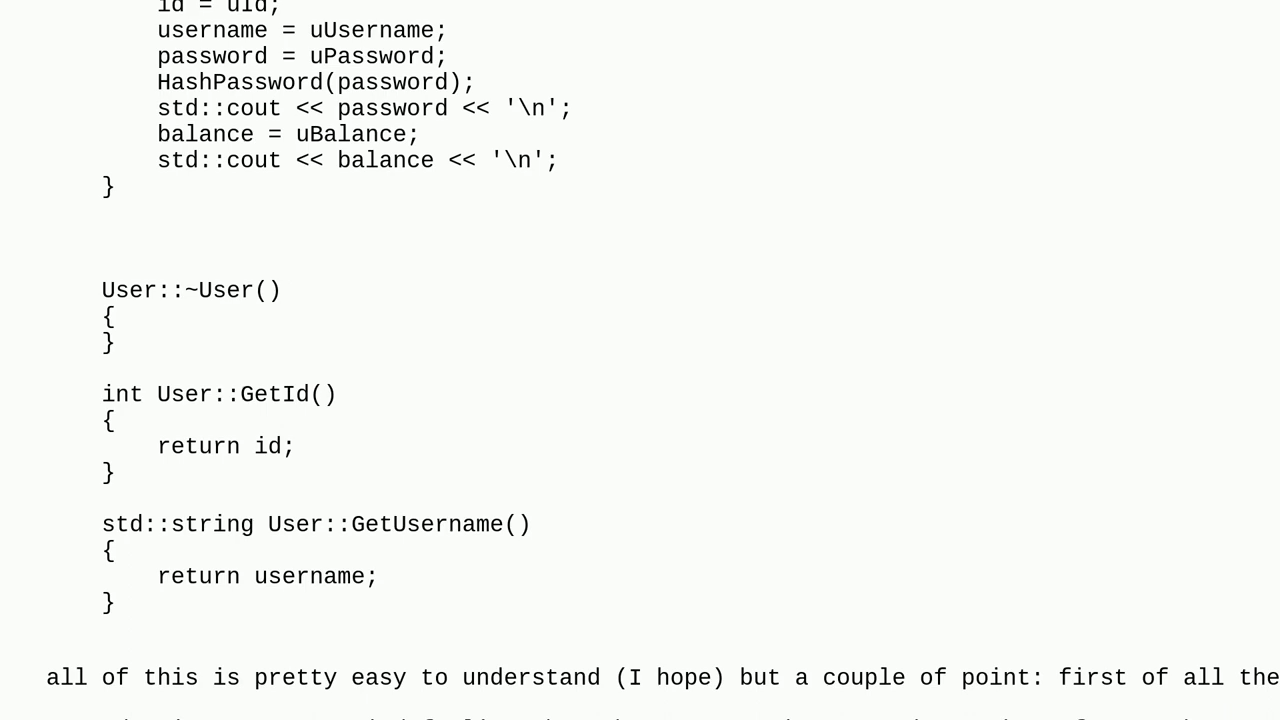 id = uId;
username = uUsername;
password = uPassword;
HashPassword(password);
std::cout << password << '\n';
balance = uBalance;
std::cout << balance << '\n';
}
User::~User()
{
}
int User::GetId()
{
return id;
}
std::string User::GetUsername()
{
return username;
}
all of this is pretty easy to understand (I hope) but a couple of point: first of all the